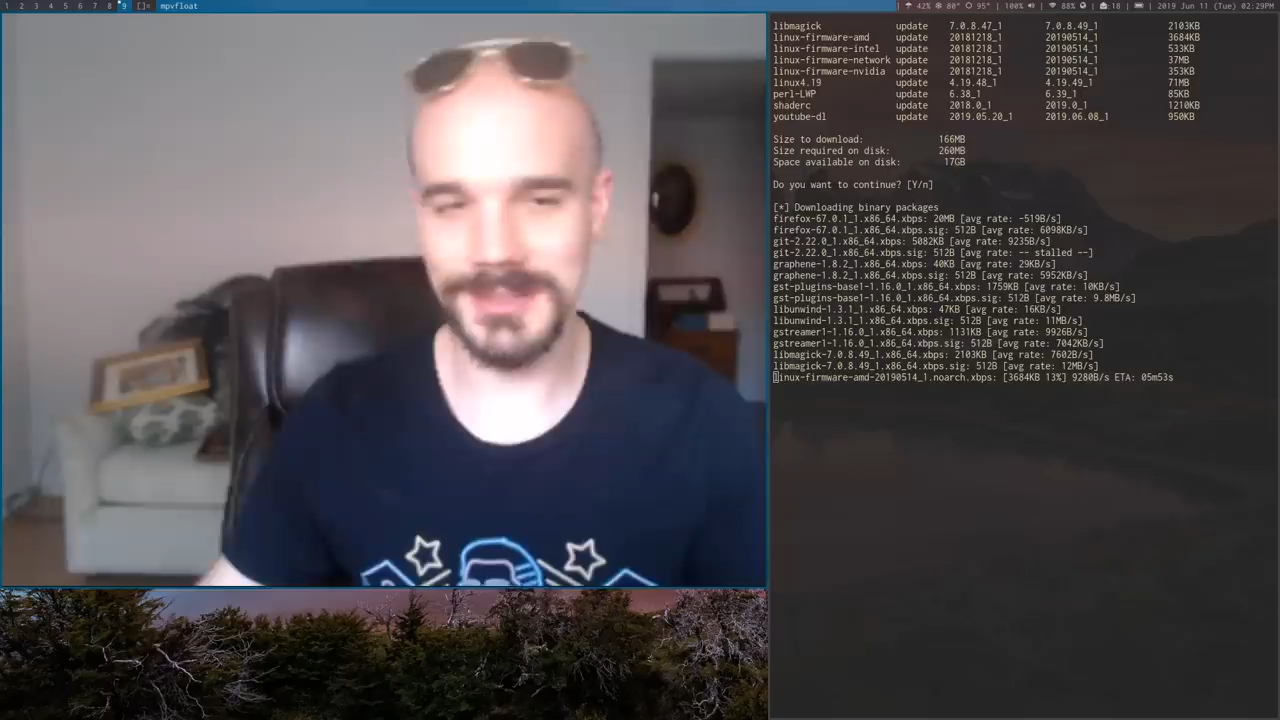 1 2 3 4 5 6 7 8 9 []= mpvfloat
42% 80° 95° | 100% | 88% | :18 | 2019 Jun 11 (Tue) 02:29PM
libmagick update 7.0.8.47_1 7.0.8.49_1 2103KB
linux-firmware-amd update 20181218_1 20190514_1 3684KB
linux-firmware-intel update 20181218_1 20190514_1 533KB
linux-firmware-network update 20181218_1 20190514_1 37MB
linux-firmware-nvidia update 20181218_1 20190514_1 353KB
linux4.19 update 4.19.48_1 4.19.49_1 71MB
perl-LWP update 6.38_1 6.39_1 85KB
shaderc update 2018.0_1 2019.0_1 1210KB
youtube-dl update 2019.05.20_1 2019.06.08_1 950KB
Size to download: 166MB
Size required on disk: 260MB
Space available on disk: 17GB
Do you want to continue? [Y/n]
[*] Downloading binary packages
firefox-67.0.1_1.x86_64.xbps: 20MB [avg rate: -519B/s]
firefox-67.0.1_1.x86_64.xbps.sig: 512B [avg rate: 6098KB/s]
git-2.22.0_1.x86_64.xbps: 5082KB [avg rate: 9235B/s]
git-2.22.0_1.x86_64.xbps.sig: 512B [avg rate: -- stalled --]
graphene-1.8.2_1.x86_64.xbps: 40KB [avg rate: 29KB/s]
graphene-1.8.2_1.x86_64.xbps.sig: 512B [avg rate: 5952KB/s]
gst-plugins-base1-1.16.0_1.x86_64.xbps: 1759KB [avg rate: 10KB/s]
gst-plugins-base1-1.16.0_1.x86_64.xbps.sig: 512B [avg rate: 9.8MB/s]
libunwind-1.3.1_1.x86_64.xbps: 47KB [avg rate: 16KB/s]
libunwind-1.3.1_1.x86_64.xbps.sig: 512B [avg rate: 11MB/s]
gstreamer1-1.16.0_1.x86_64.xbps: 1131KB [avg rate: 9926B/s]
gstreamer1-1.16.0_1.x86_64.xbps.sig: 512B [avg rate: 7042KB/s]
libmagick-7.0.8.49_1.x86_64.xbps: 2103KB [avg rate: 7602B/s]
libmagick-7.0.8.49_1.x86_64.xbps.sig: 512B [avg rate: 12MB/s]
linux-firmware-amd-20190514_1.noarch.xbps: [3684KB 13%] 9280B/s ETA: 05m53s